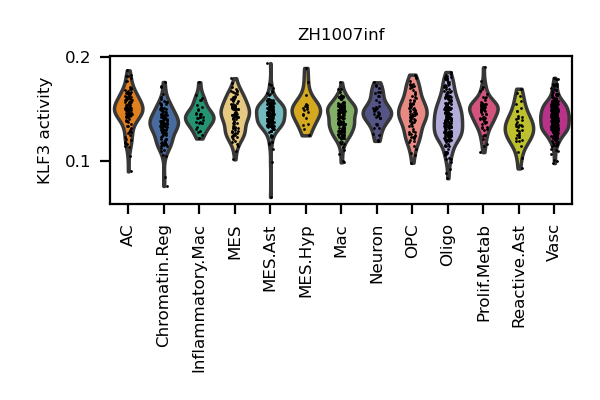 ZH1007inf
KLF3 activity
0.2
0.1
AC
Chromatin.Reg
Inflammatory.Mac
MES
MES.Ast
MES.Hyp
Mac
Neuron
OPC
Oligo
Prolif.Metab
Reactive.Ast
Vasc